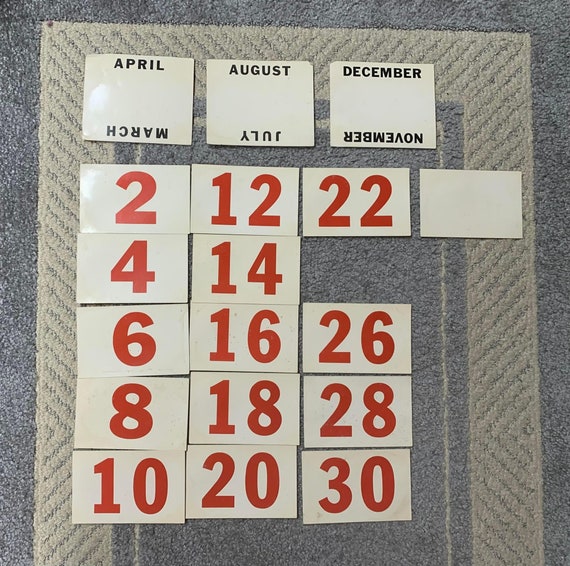 APRIL AUGUST DECEMBER
MARCH JULY NOVEMBER
2 12 22
4 14
6 16 26
8 18 28
10 20 30